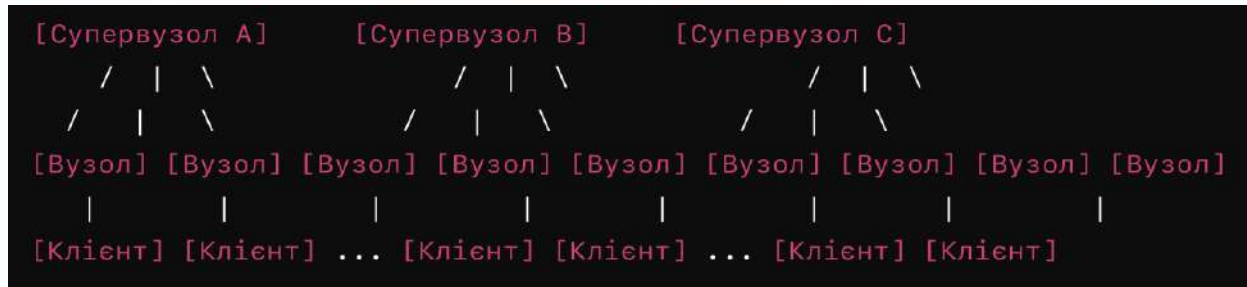 [Супервузол A] [Супервузол B] [Супервузол C]
/ | \ / | \ / | \
/ | \ / | \ / | \
[Вузол] [Вузол] [Вузол] [Вузол] [Вузол] [Вузол] [Вузол] [Вузол] [Вузол]
| | | | | | | |
[Клієнт] [Клієнт] ... [Клієнт] [Клієнт] ... [Клієнт] [Клієнт]